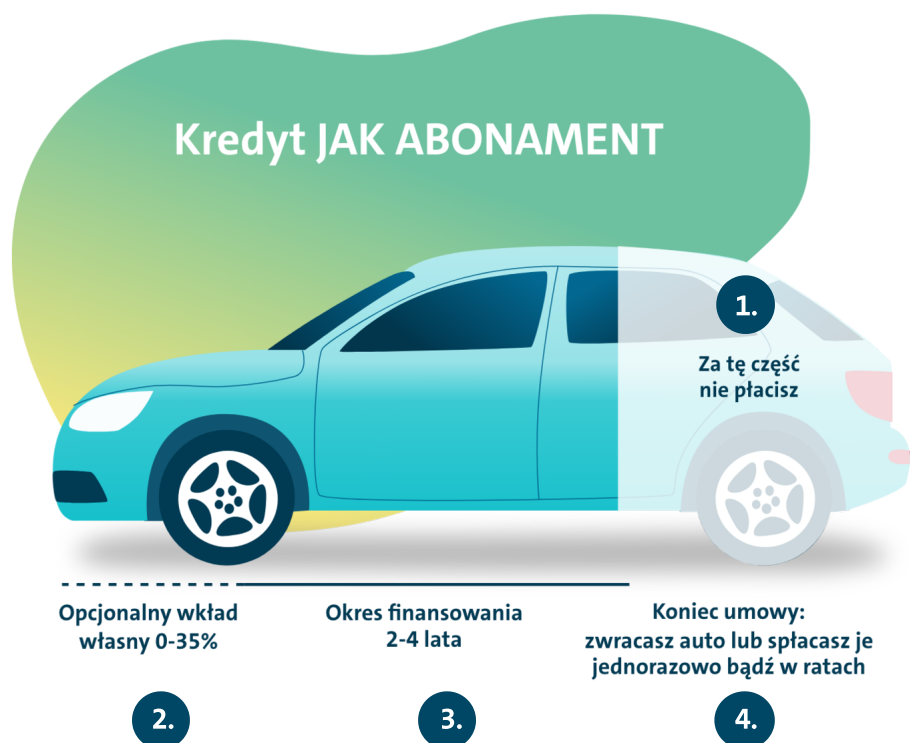 Kredyt JAK ABONAMENT
1.
Za tę część
nie płacisz
Opcjonalny wkład
własny 0-35%
Okres finansowania
2-4 lata
Koniec umowy:
zwracasz auto lub spłacasz je
jednorazowo bądź w ratach
2.
3.
4.